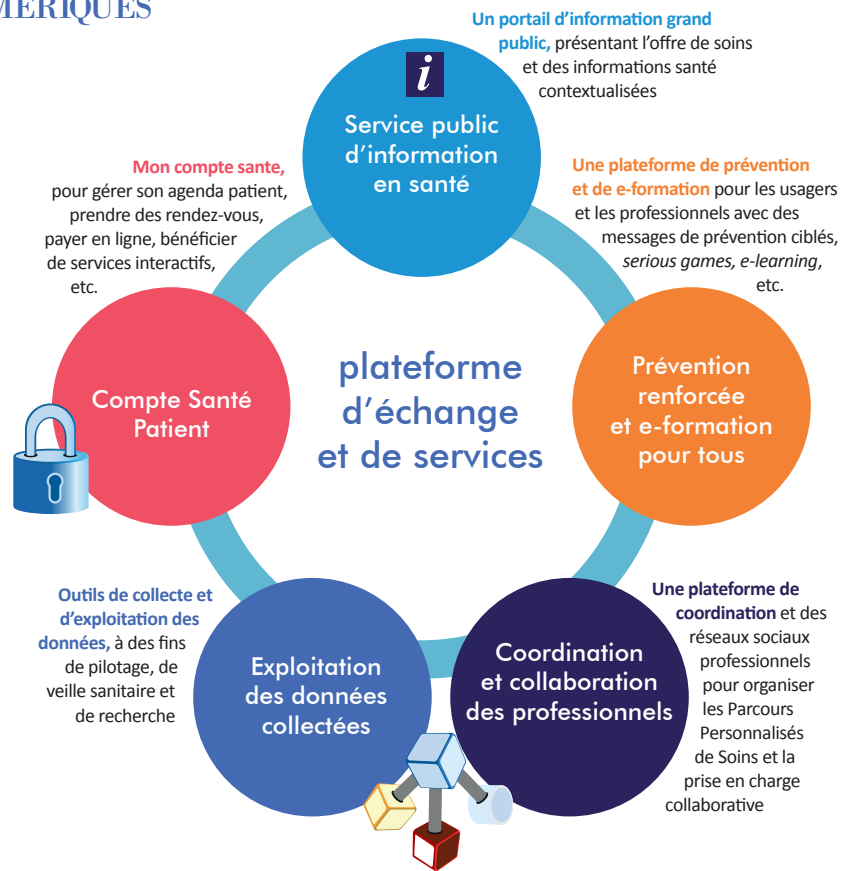 MÉRIQUES
Un portail d’information grand
public, présentant l’offre de soins
et des informations santé
contextualisées
i
Service public
d’information
en santé
Mon compte sante,
pour gérer son agenda patient,
prendre des rendez-vous,
payer en ligne, bénéficier
de services interactifs,
etc.
Une plateforme de prévention
et de e-formation pour les usagers
et les professionnels avec des
messages de prévention ciblés,
serious games, e-learning,
etc.
Compte Santé
Patient
plateforme
d’échange
et de services
Prévention
renforcée
et e-formation
pour tous
Outils de collecte et
d’exploitation des
données, à des fins
de pilotage, de
veille sanitaire et
de recherche
Exploitation
des données
collectées
Coordination
et collaboration
des professionnels
Une plateforme de
coordination et des
réseaux sociaux
professionnels
pour organiser
les Parcours
Personnalisés
de Soins et la
prise en charge
collaborative